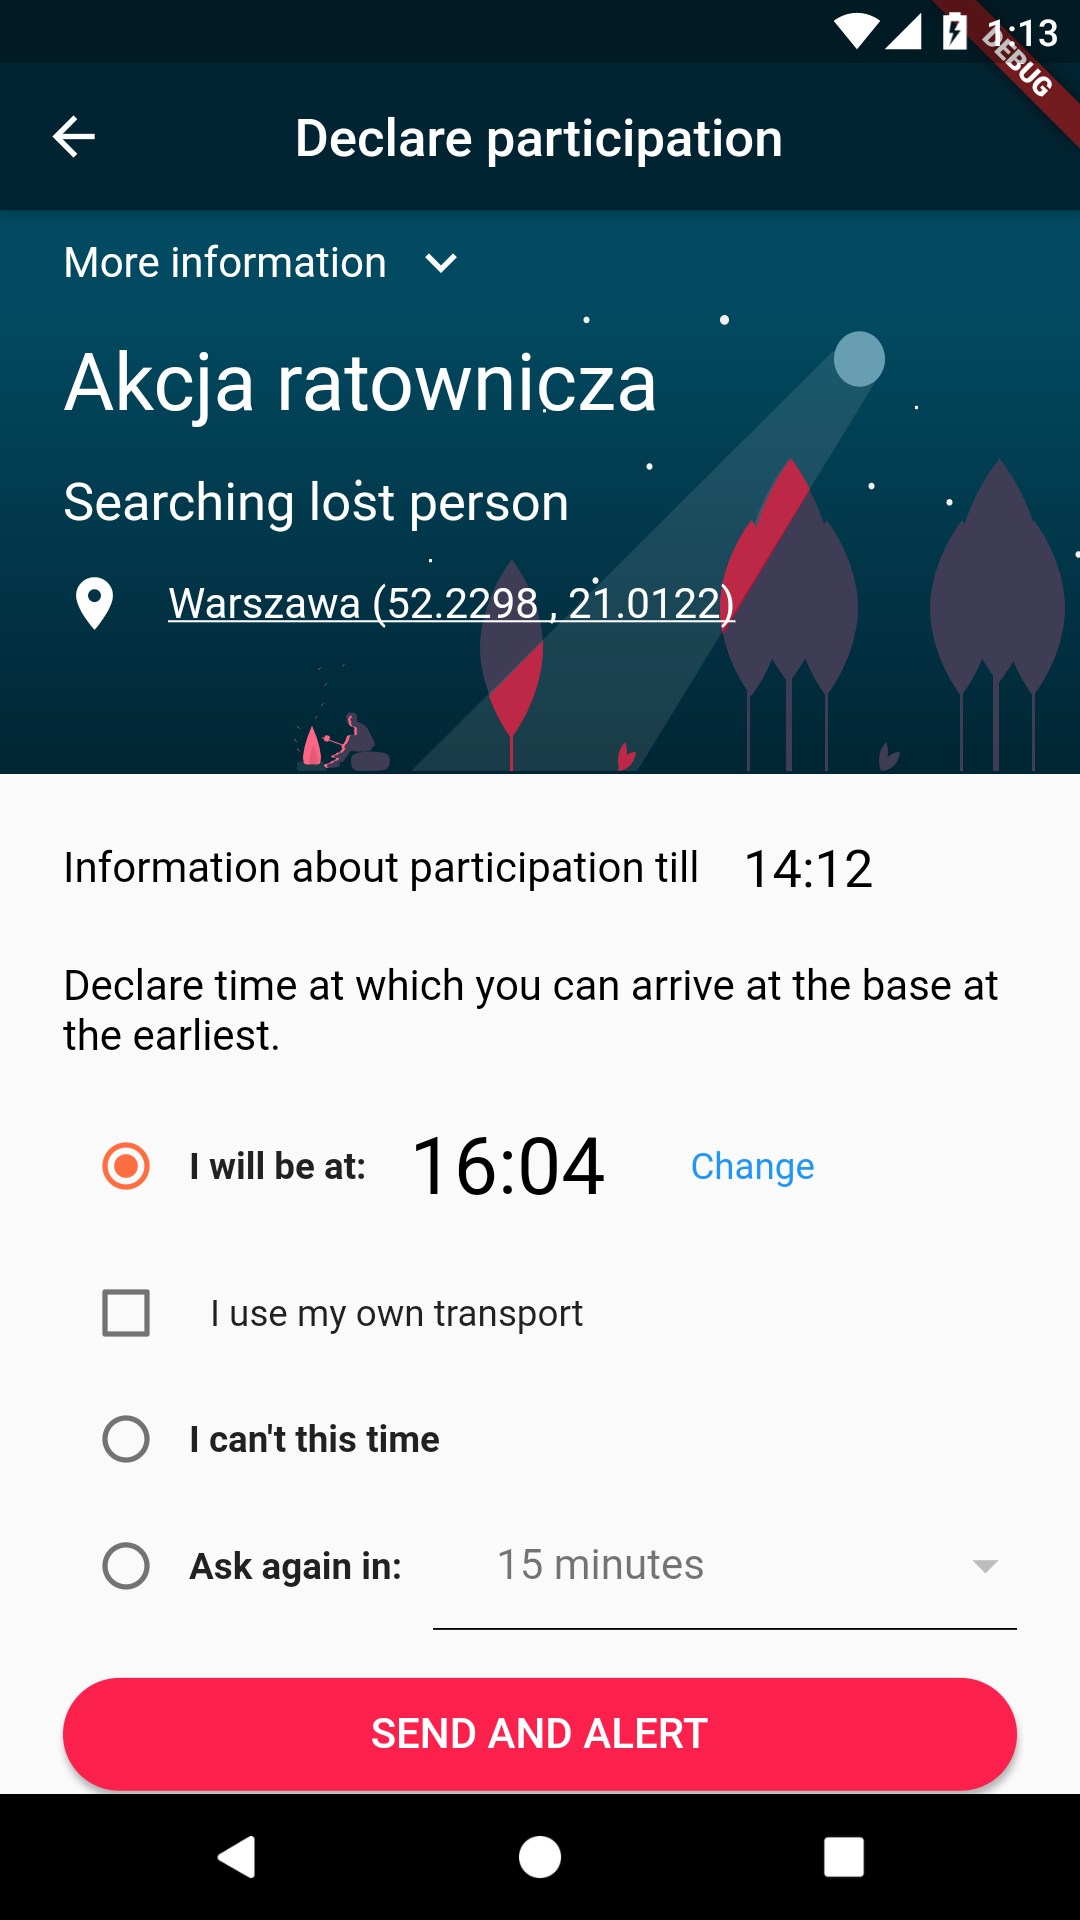 1:13
DEBUG
Declare participation
More information
Akcja ratownicza
Searching lost person
Warszawa (52.2298 , 21.0122)
Information about participation till 14:12
Declare time at which you can arrive at the base at
the earliest.
I will be at: 16:04 Change
I use my own transport
I can't this time
Ask again in: 15 minutes
SEND AND ALERT